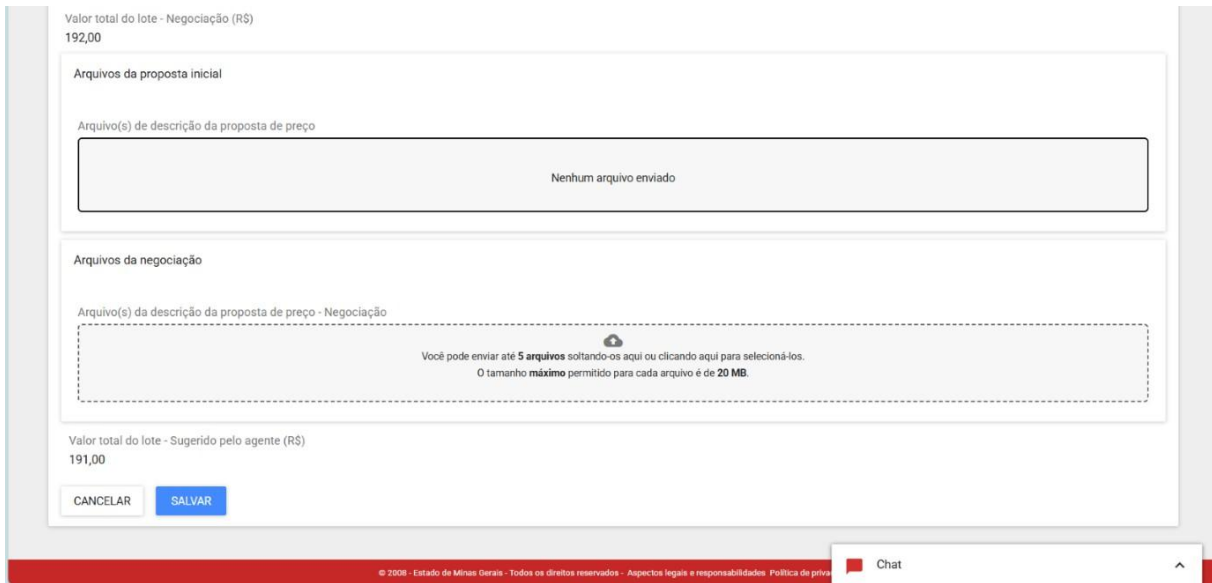 Valor total do lote - Negociação (R$)
192,00
Arquivos da proposta inicial
Arquivo(s) de descrição da proposta de preço
Nenhum arquivo enviado
Arquivos da negociação
Arquivo(s) da descrição da proposta de preço - Negociação
Você pode enviar até 5 arquivos soltando-os aqui ou clicando aqui para selecioná-los.
O tamanho máximo permitido para cada arquivo é de 20 MB.
Valor total do lote - Sugerido pelo agente (R$)
191,00
CANCELAR SALVAR
© 2008 - Estado de Minas Gerais - Todos os direitos reservados - Aspectos legais e responsabilidades Política de priva
Chat